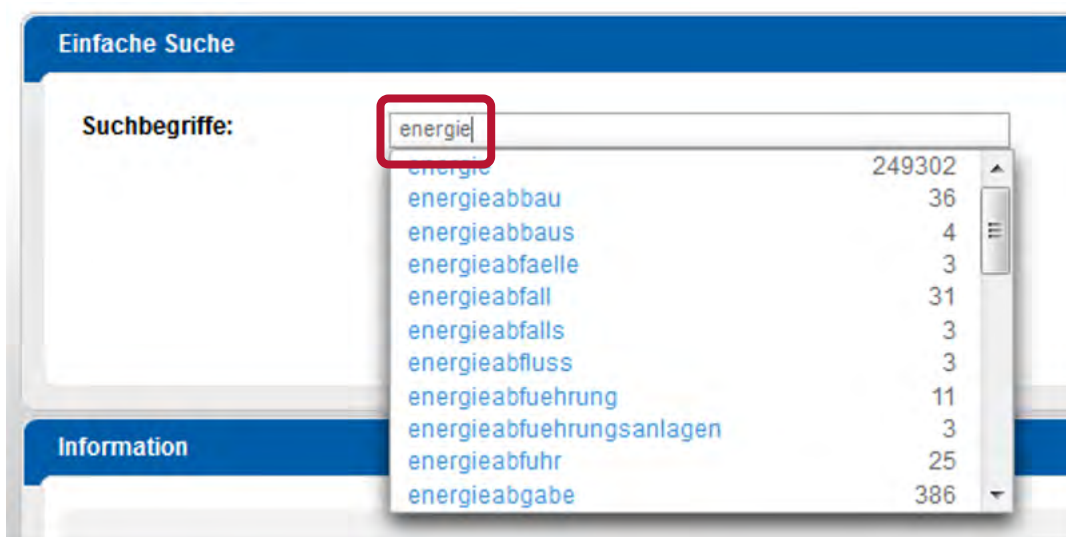 Einfache Suche
Suchbegriffe: energie
energie 249302
energieabbau 36
energieabbaus 4
energieabfaelle 3
energieabfall 31
energieabfalls 3
energieabfluss 3
energieabfuehrung 11
energieabfuehrungsanlagen 3
energieabfuhr 25
energieabgabe 386
Information